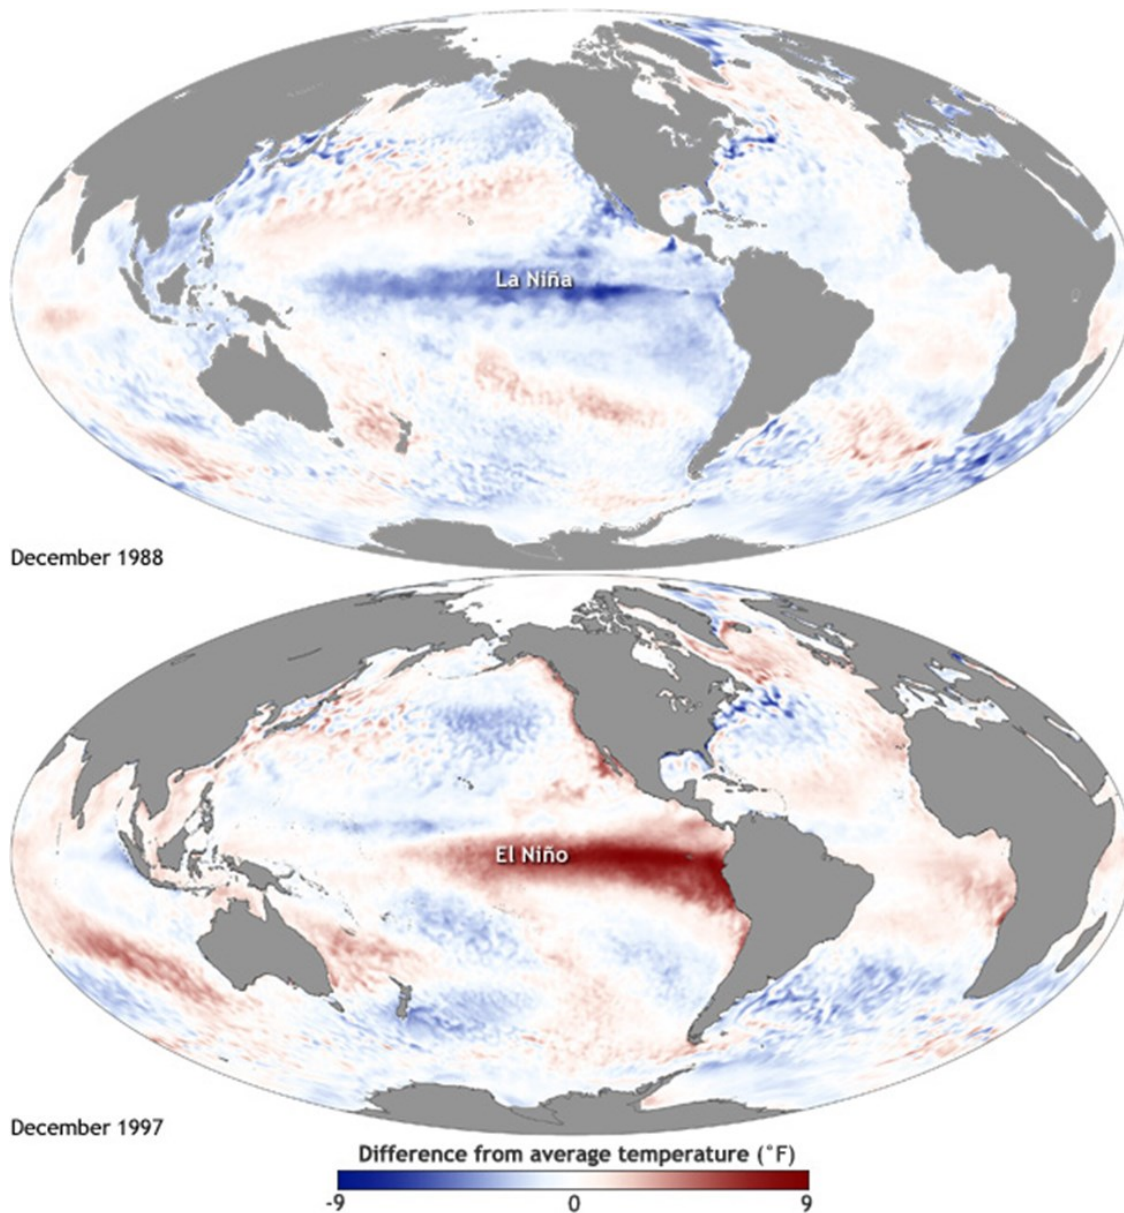 La Niña
December 1988
El Niño
December 1997
Difference from average temperature (°F)
-9 0 9